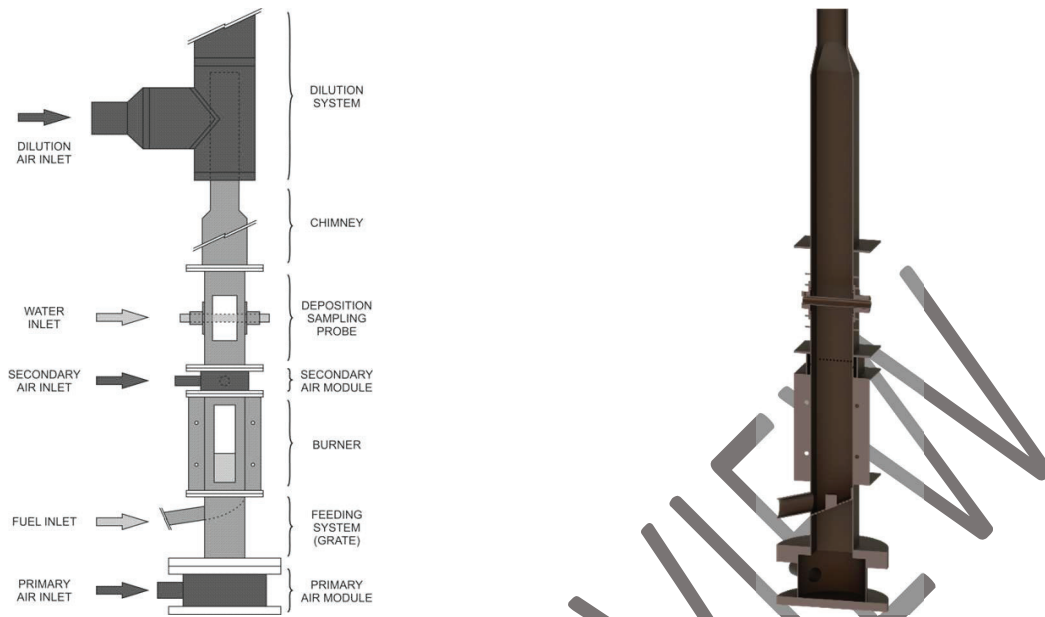 DILUTION
SYSTEM
DILUTION
AIR INLET
CHIMNEY
WATER
INLET
DEPOSITION
SAMPLING
PROBE
SECONDARY
AIR INLET
SECONDARY
AIR MODULE
BURNER
FUEL INLET
FEEDING
SYSTEM
(GRATE)
PRIMARY
AIR INLET
PRIMARY
AIR MODULE